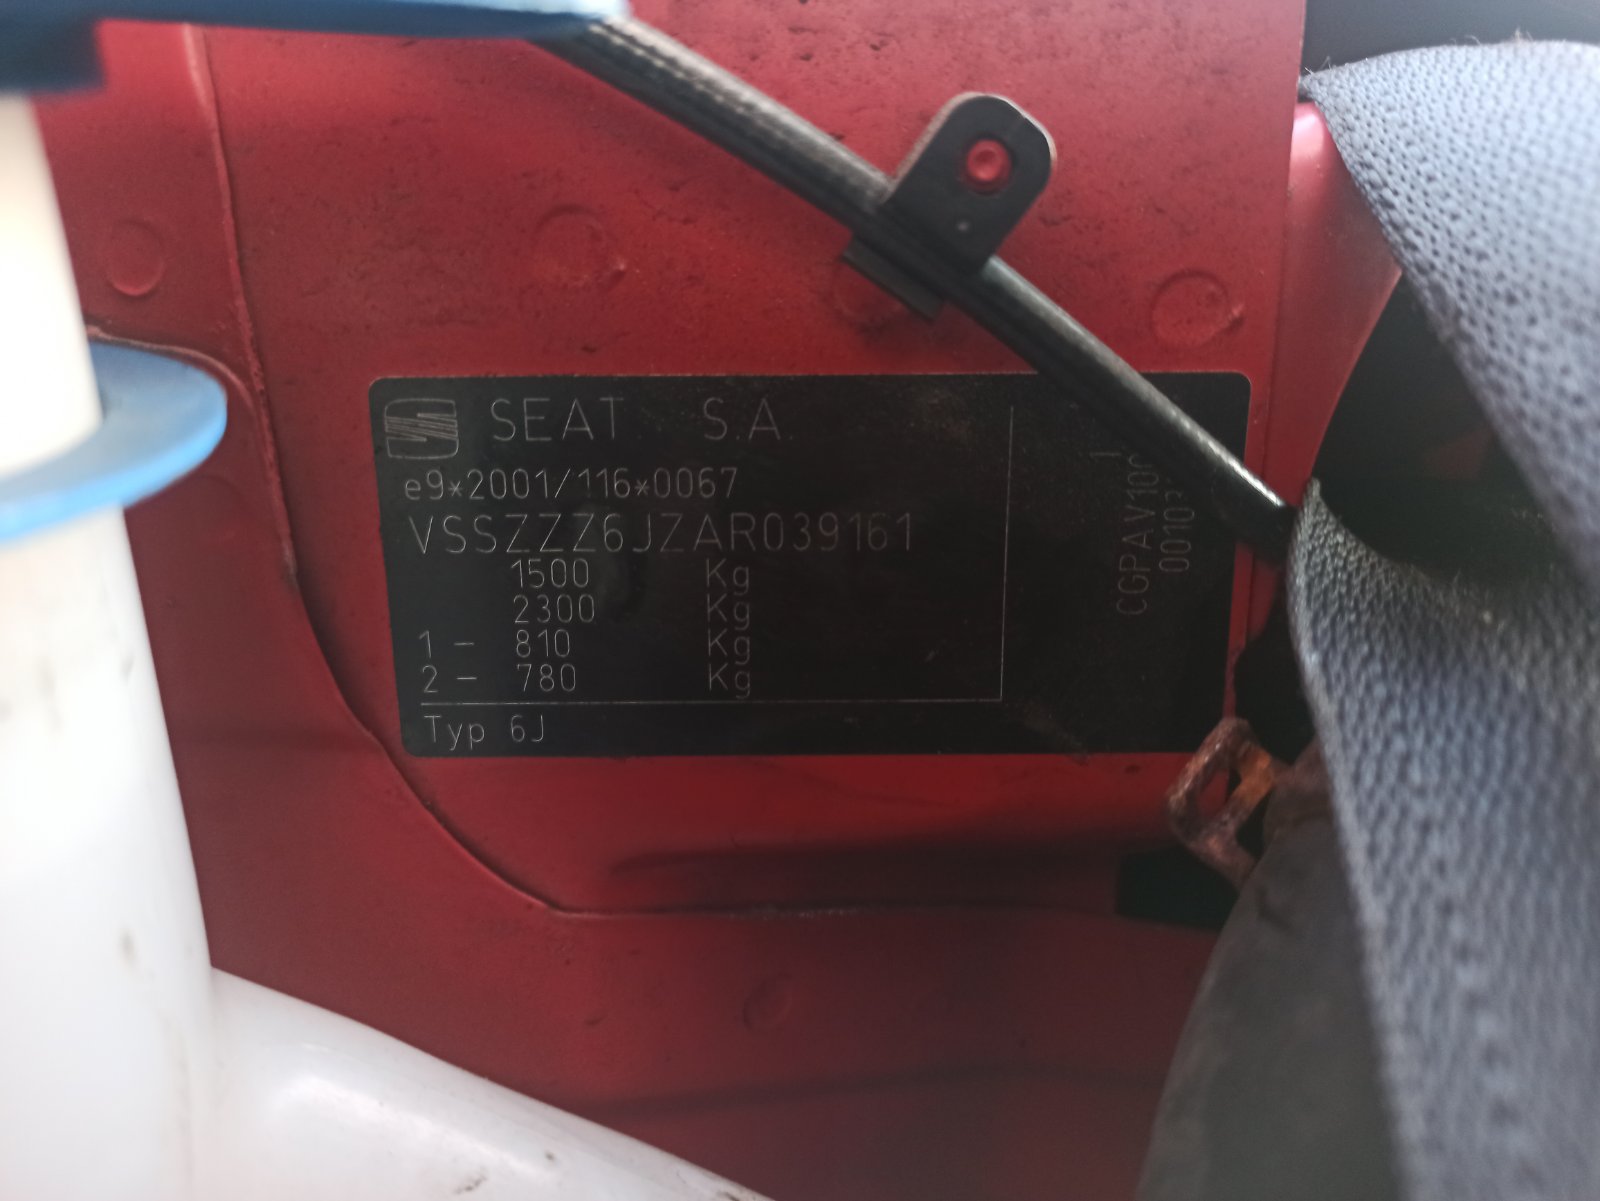 SEAT. S.A.
e9*2001/116*0067
VSSZZZ6JZAR039161
1500 Kg
2300 Kg
1 - 810 Kg
2 - 780 Kg
Typ 6J